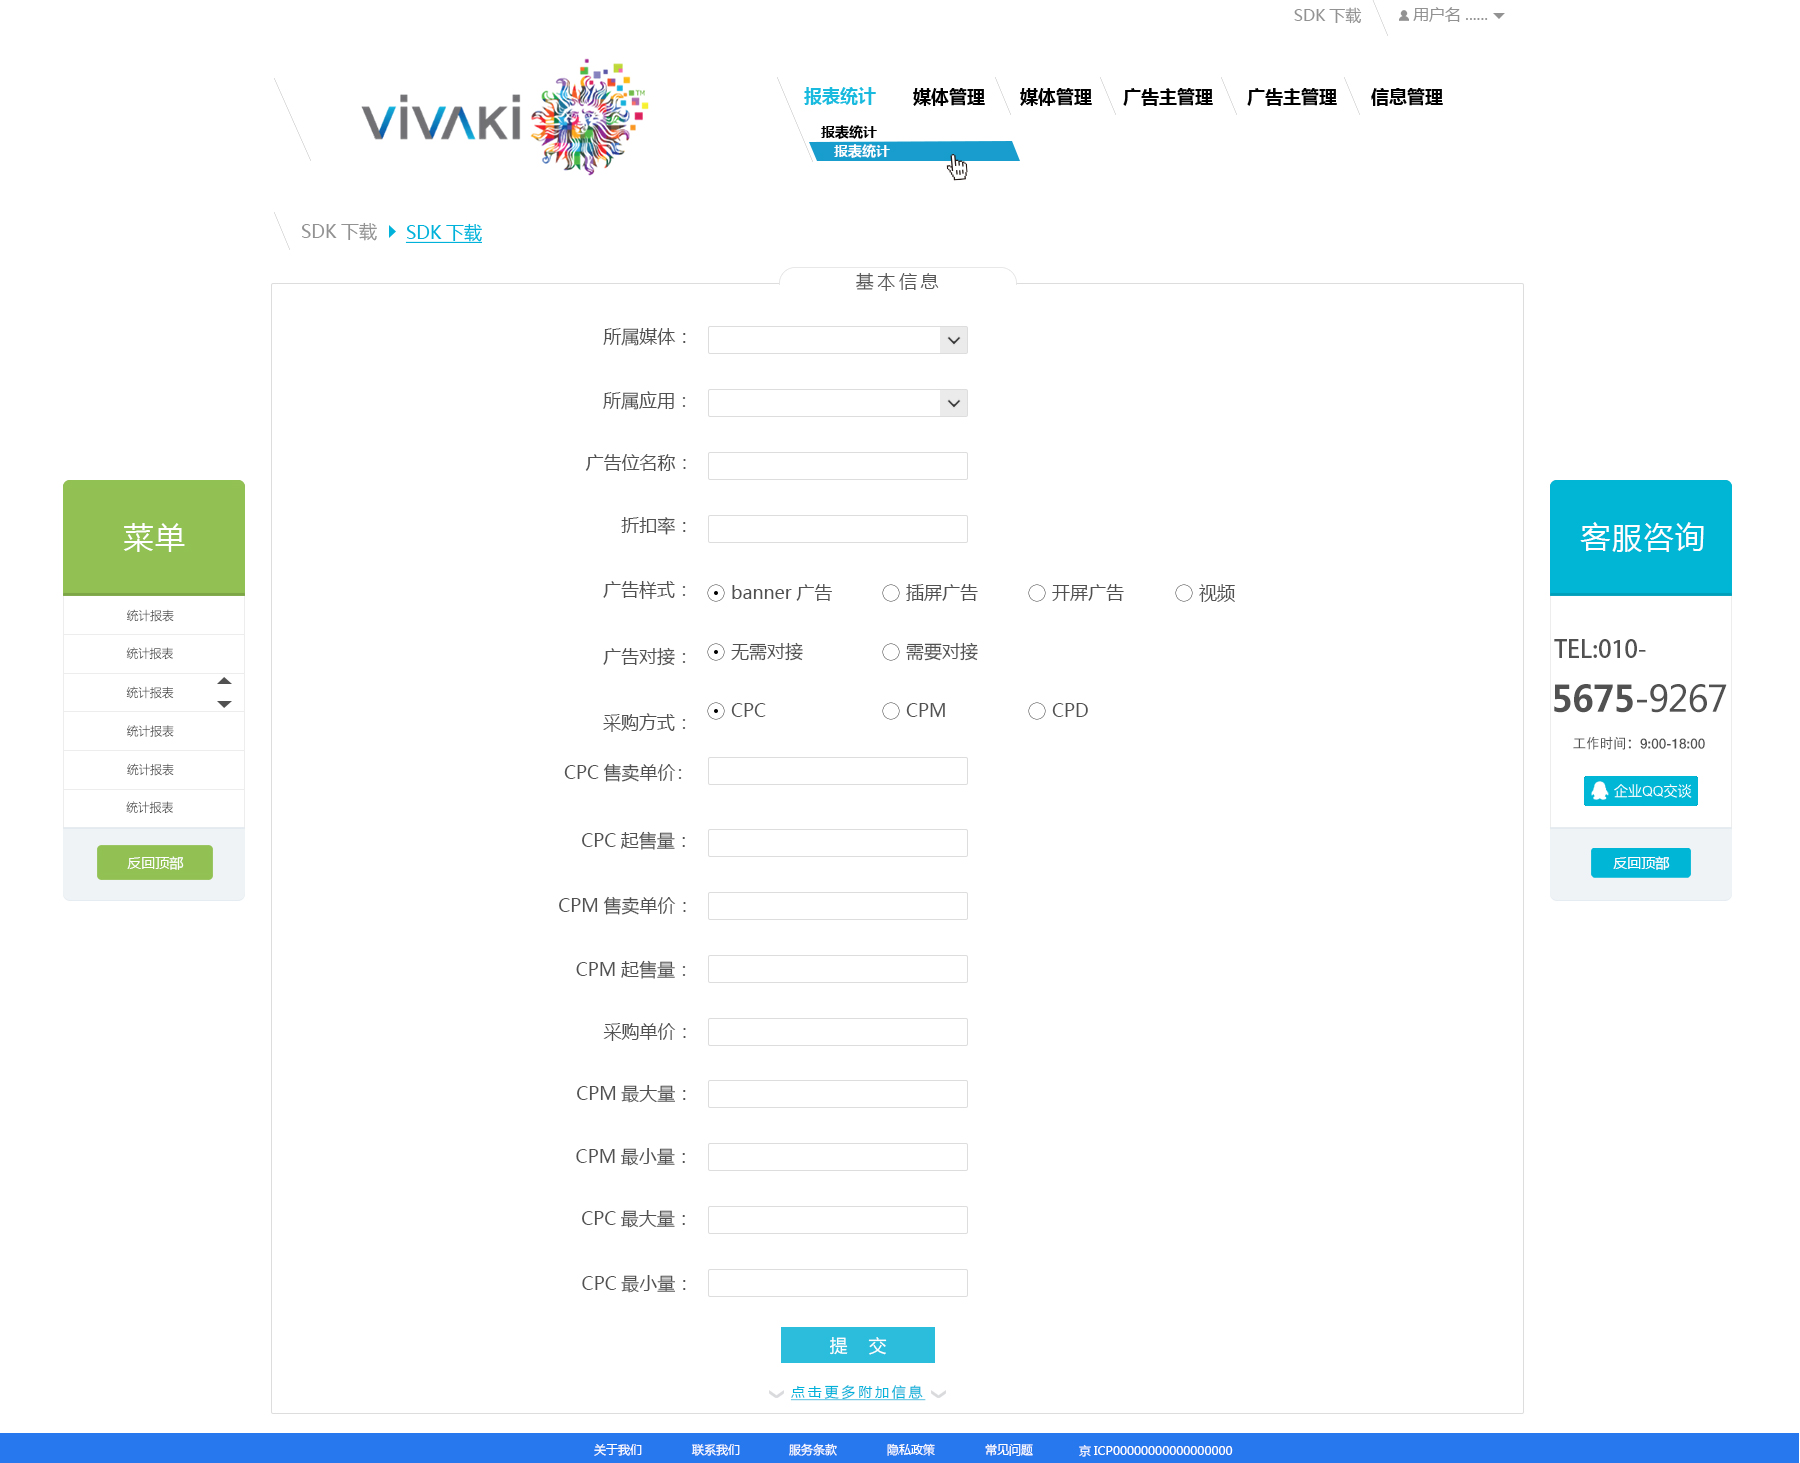 SDK 下载
用户名 ......
VIVAKI TM
报表统计 媒体管理 媒体管理 广告主管理 广告主管理 信息管理
报表统计
报表统计
SDK 下载 SDK 下载
基本信息
所属媒体：
所属应用：
广告位名称：
折扣率：
广告样式： banner 广告 插屏广告 开屏广告 视频
广告对接： 无需对接 需要对接
采购方式： CPC CPM CPD
CPC 售卖单价：
CPC 起售量：
CPM 售卖单价：
CPM 起售量：
采购单价：
CPM 最大量：
CPM 最小量：
CPC 最大量：
CPC 最小量：
提 交
点击更多附加信息
菜单
统计报表
统计报表
统计报表
统计报表
统计报表
统计报表
反回顶部
客服咨询
TEL:010-
5675-9267
工作时间：9:00-18:00
企业QQ交谈
反回顶部
关于我们 联系我们 服务条款 隐私政策 常见问题 京 ICP00000000000000000